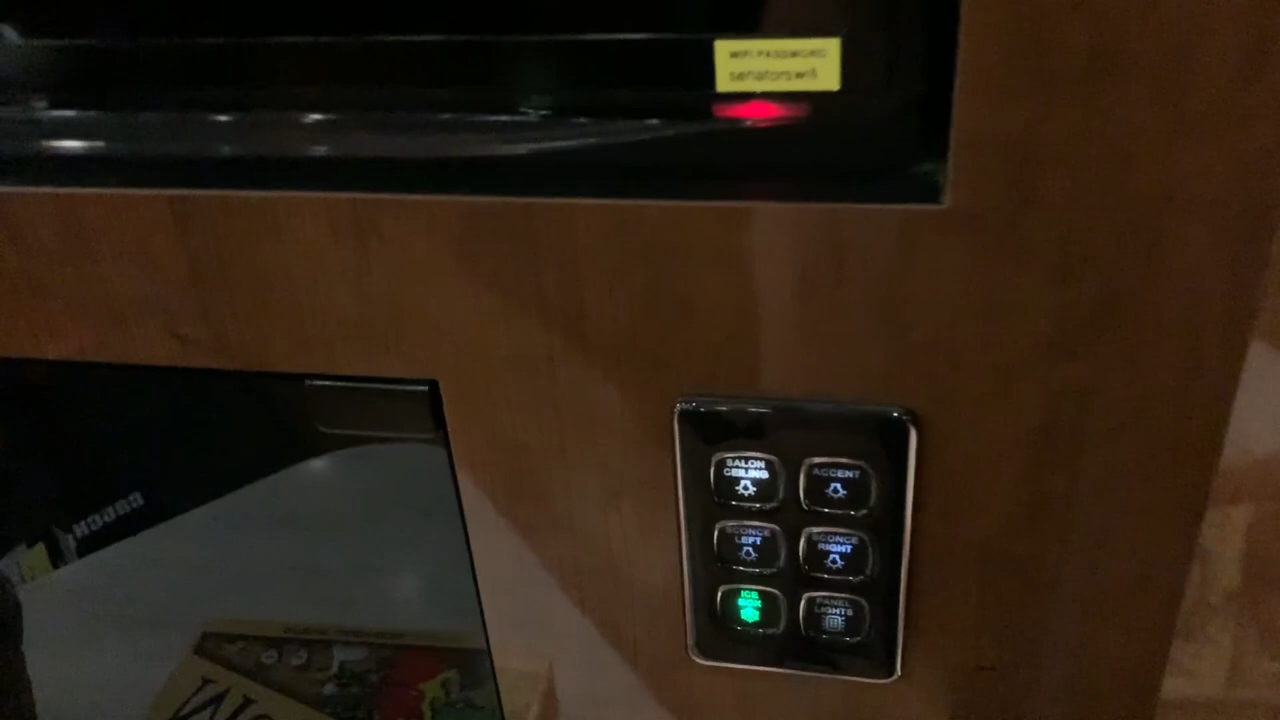 WIFI PASSWORD
senatorswifi
SALON
CEILING
ACCENT
SCONCE
LEFT
SCONCE
RIGHT
ICE
BOX
PANEL
LIGHTS